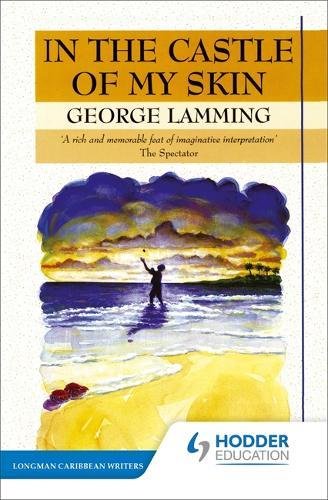 IN THE CASTLE
OF MY SKIN
GEORGE LAMMING
‘A rich and memorable feat of imaginative interpretation’
The Spectator
LONGMAN CARIBBEAN WRITERS
HODDER
EDUCATION